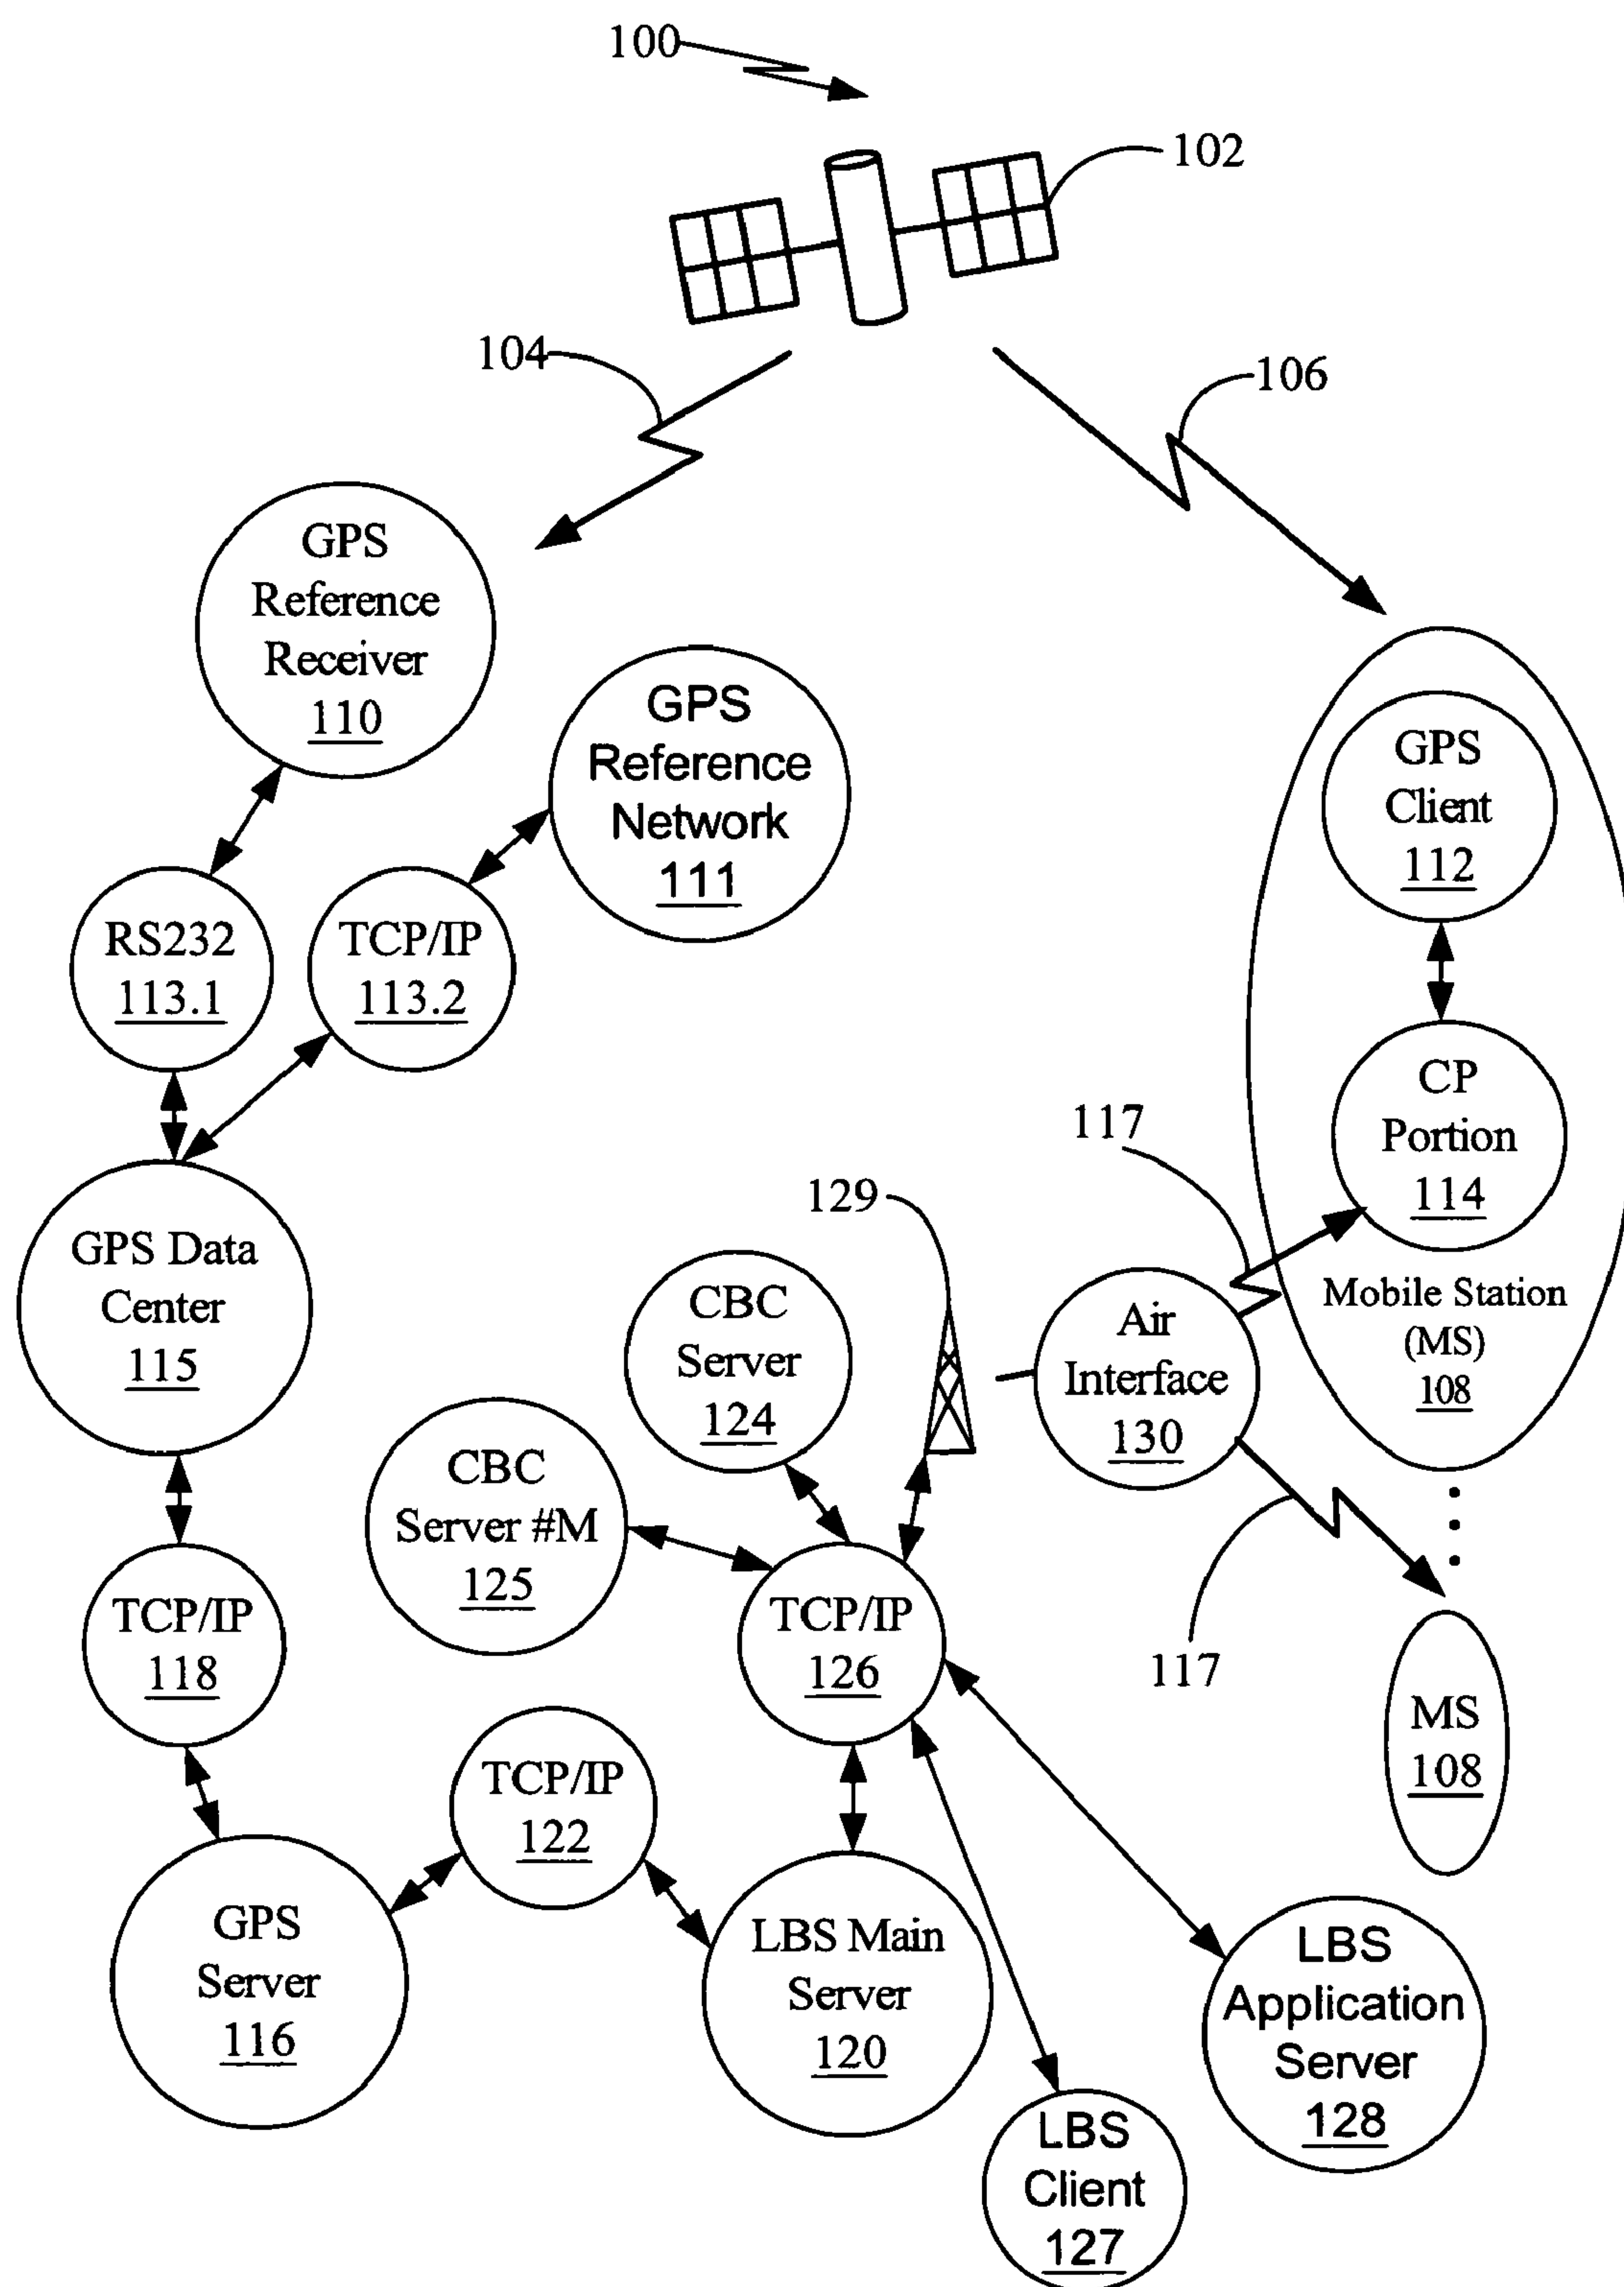 100
102
104
106
GPS
Reference
Receiver
110
GPS
Reference
Network
111
GPS
Client
112
RS232
113.1
TCP/IP
113.2
CP
Portion
114
117
129
GPS Data
Center
115
CBC
Server
124
Air
Interface
130
Mobile Station
(MS)
108
CBC
Server #M
125
TCP/IP
118
TCP/IP
126
117
MS
108
TCP/IP
122
GPS
Server
116
LBS Main
Server
120
LBS
Application
Server
128
LBS
Client
127